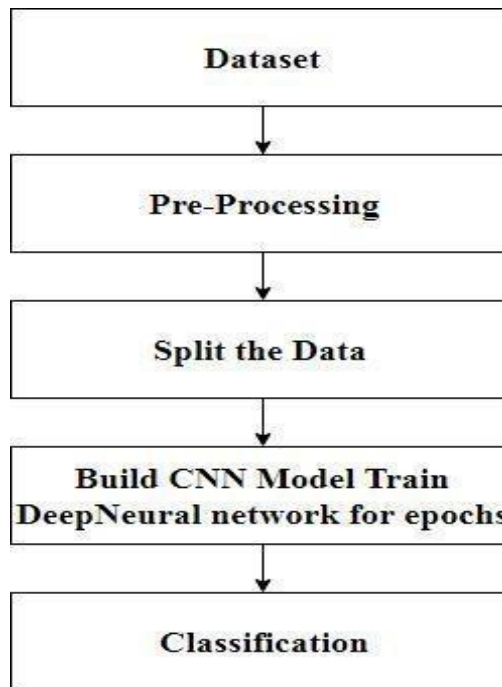 Dataset
Pre-Processing
Split the Data
Build CNN Model Train
DeepNeural network for epochs
Classification